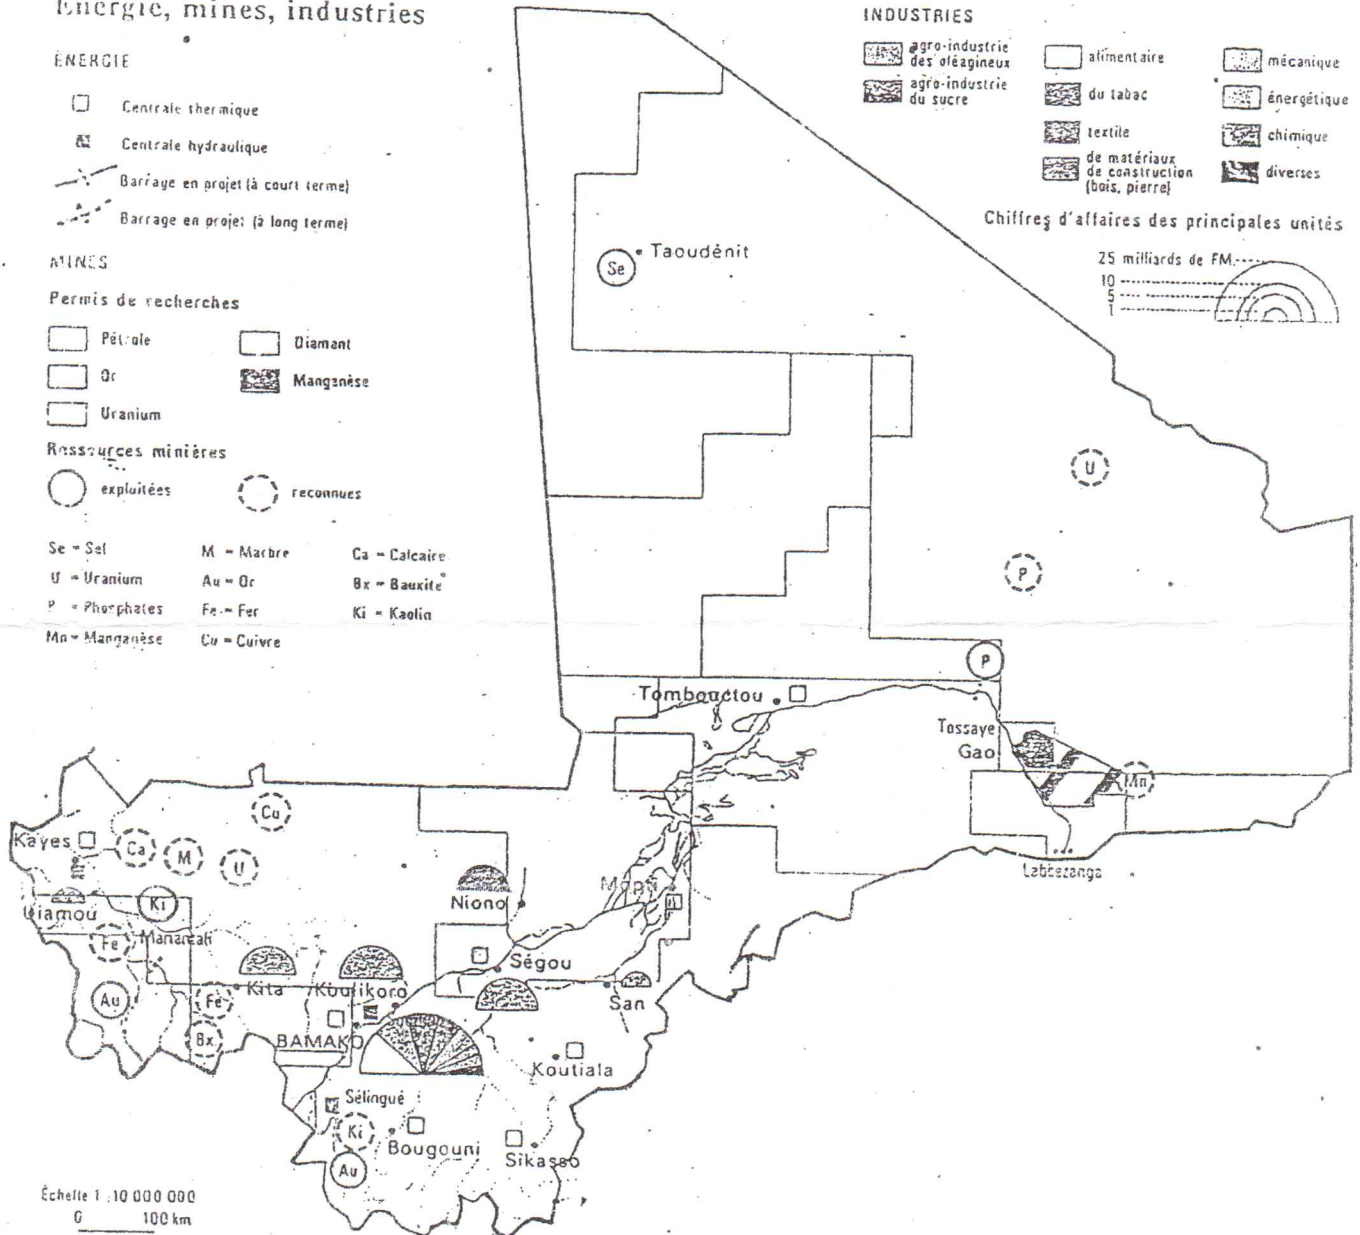 Énergie, mines, industries
ÉNERGIE
Centrale thermique
Centrale hydraulique
Barrage en projet (à court terme)
Barrage en projet (à long terme)
MINES
Permis de recherches
Pétrole
Diamant
Or
Manganèse
Uranium
Ressources minières
exploitées
reconnues
Se = Sel
M = Marbre
Ca = Calcaire
U = Uranium
Au = Or
Bx = Bauxite
P = Phosphates
Fe = Fer
Ki = Kaolin
Mn = Manganèse
Cu = Cuivre
INDUSTRIES
agro-industrie
des oléagineux
agro-industrie
du sucre
alimentaire
du tabac
textile
de matériaux
de construction
(bois, pierre)
mécanique
énergétique
chimique
diverses
Chiffres d'affaires des principales unités
25 milliards de FM
10
5
1
Se
Taoudénit
U
P
P
Tombouctou
Tossaye
Gao
Mn
Labbezanga
Cu
Kayes
Ca
M
U
Niono
Mopti
Diamou
Ki
Fe
Manantali
Ségou
Kita
Koulikoro
San
Au
Fe
Bx
BAMAKO
Koutiala
Sélingué
Ki
Bougouni
Sikasso
Au
Échelle 1 : 10 000 000
0 100 km